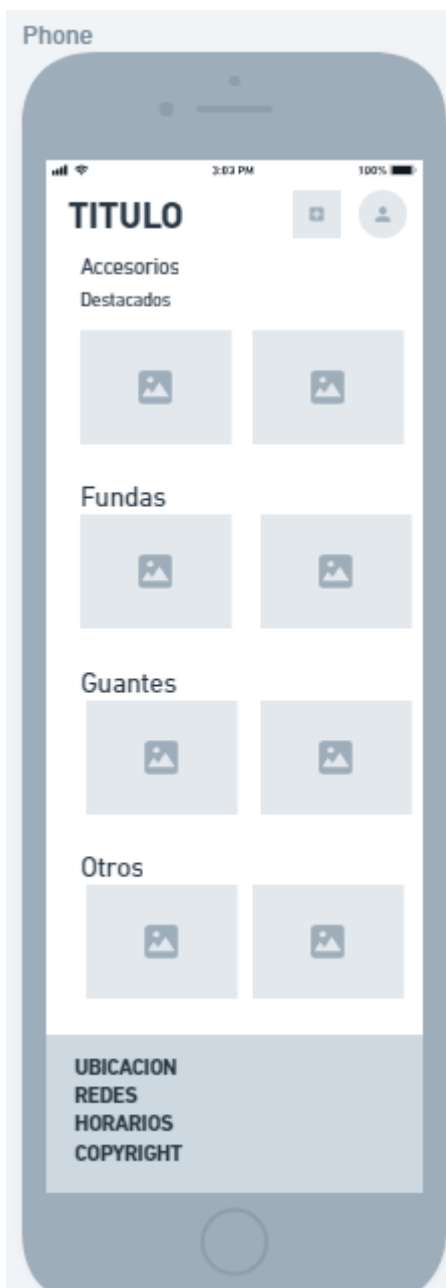 Phone
3:03 PM 100%
TITULO
Accesorios
Destacados
Fundas
Guantes
Otros
UBICACION
REDES
HORARIOS
COPYRIGHT